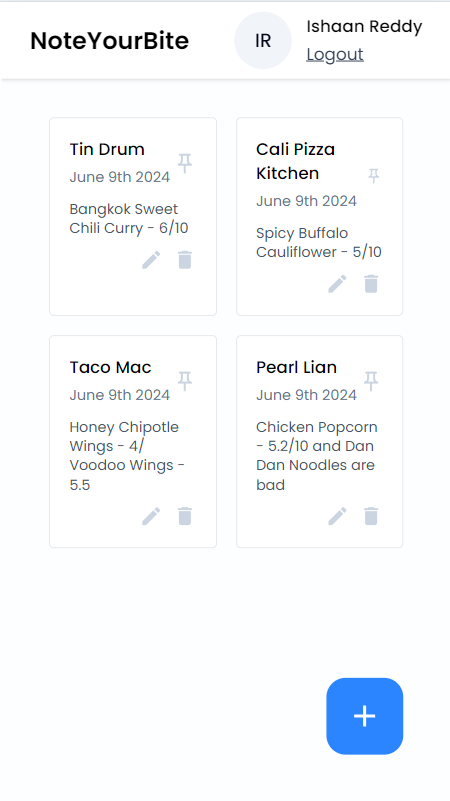 NoteYourBite
IR
Ishaan Reddy
Logout
Tin Drum
June 9th 2024
Bangkok Sweet
Chili Curry - 6/10
Cali Pizza
Kitchen
June 9th 2024
Spicy Buffalo
Cauliflower - 5/10
Taco Mac
June 9th 2024
Honey Chipotle
Wings - 4/
Voodoo Wings -
5.5
Pearl Lian
June 9th 2024
Chicken Popcorn
- 5.2/10 and Dan
Dan Noodles are
bad